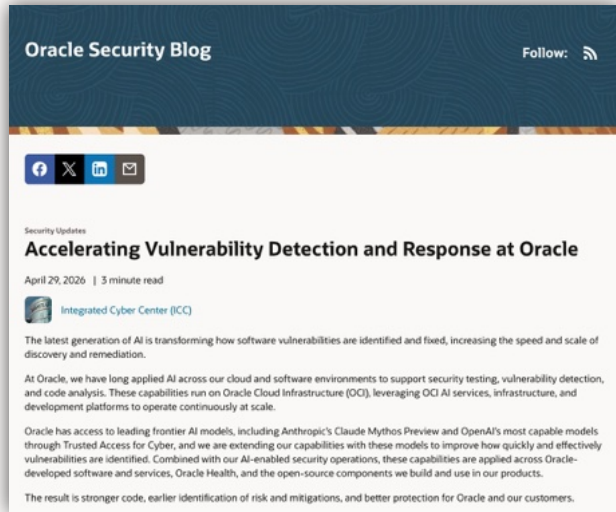 Oracle Security Blog
Follow:
Security Updates
Accelerating Vulnerability Detection and Response at Oracle
April 29, 2026 | 3 minute read
Integrated Cyber Center (ICC)
The latest generation of AI is transforming how software vulnerabilities are identified and fixed, increasing the speed and scale of
discovery and remediation.
At Oracle, we have long applied AI across our cloud and software environments to support security testing, vulnerability detection,
and code analysis. These capabilities run on Oracle Cloud Infrastructure (OCI), leveraging OCI AI services, infrastructure, and
development platforms to operate continuously at scale.
Oracle has access to leading frontier AI models, including Anthropic's Claude Mythos Preview and OpenAI's most capable models
through Trusted Access for Cyber, and we are extending our capabilities with these models to improve how quickly and effectively
vulnerabilities are identified. Combined with our AI-enabled security operations, these capabilities are applied across Oracle-
developed software and services, Oracle Health, and the open-source components we build and use in our products.
The result is stronger code, earlier identification of risk and mitigations, and better protection for Oracle and our customers.